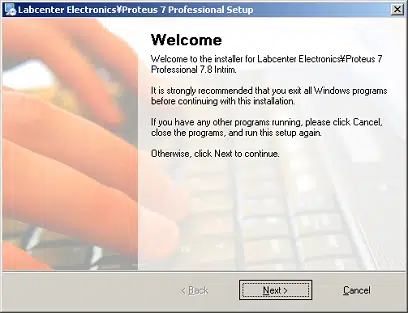 Labcenter Electronics¥Proteus 7 Professional Setup
Welcome
Welcome to the installer for Labcenter Electronics¥Proteus 7
Professional 7.8 Intrim.
It is strongly recommended that you exit all Windows programs
before continuing with this installation.
If you have any other programs running, please click Cancel,
close the programs, and run this setup again.
Otherwise, click Next to continue.
< Back
Next >
Cancel